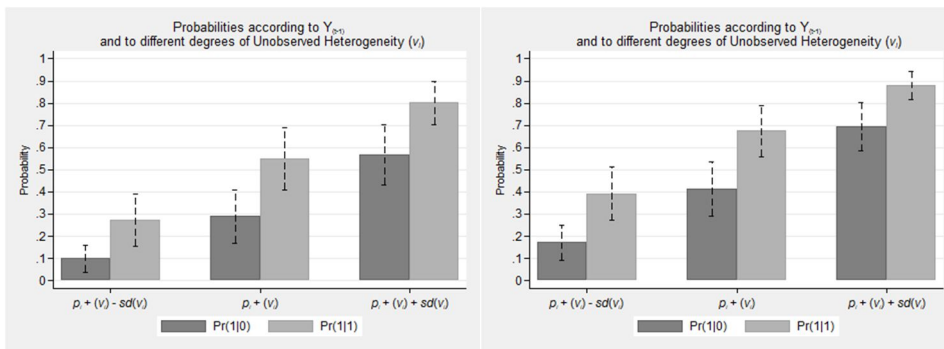 Probabilities according to Y(t-1)
and to different degrees of Unobserved Heterogeneity (vi)
1
.9
.8
.7
.6
.5
.4
.3
.2
.1
0
Probability
pi + (vi) - sd(vi)
pi + (vi)
pi + (vi) + sd(vi)
Pr(1|0)
Pr(1|1)
Probabilities according to Y(t-1)
and to different degrees of Unobserved Heterogeneity (vi)
1
.9
.8
.7
.6
.5
.4
.3
.2
.1
0
Probability
pi + (vi) - sd(vi)
pi + (vi)
pi + (vi) + sd(vi)
Pr(1|0)
Pr(1|1)